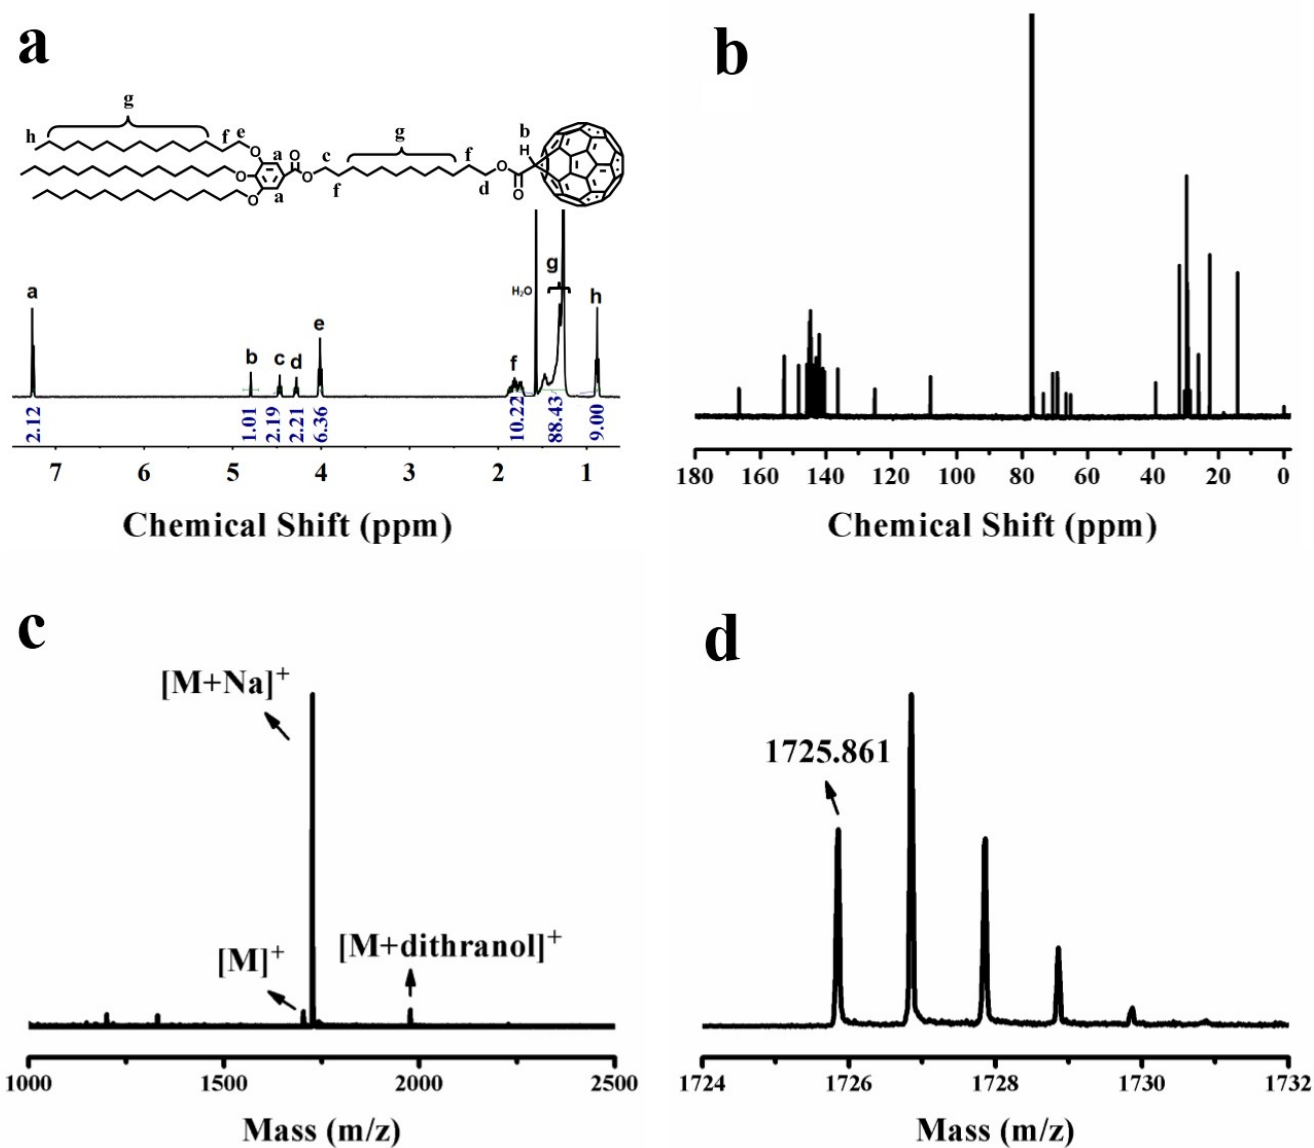 a
g
h
f
e
a
O
O
c
g
f
b
H
O
O
O
O
f
d
O
a
a
b
c
d
e
f
H₂O
g
h
2.12
1.01
2.19
2.21
6.36
10.22
88.43
9.00
7 6 5 4 3 2 1
Chemical Shift (ppm)
b
180 160 140 120 100 80 60 40 20 0
Chemical Shift (ppm)
c
[M+Na]⁺
[M]⁺
[M+dithranol]⁺
1000 1500 2000 2500
Mass (m/z)
d
1725.861
1724 1726 1728 1730 1732
Mass (m/z)